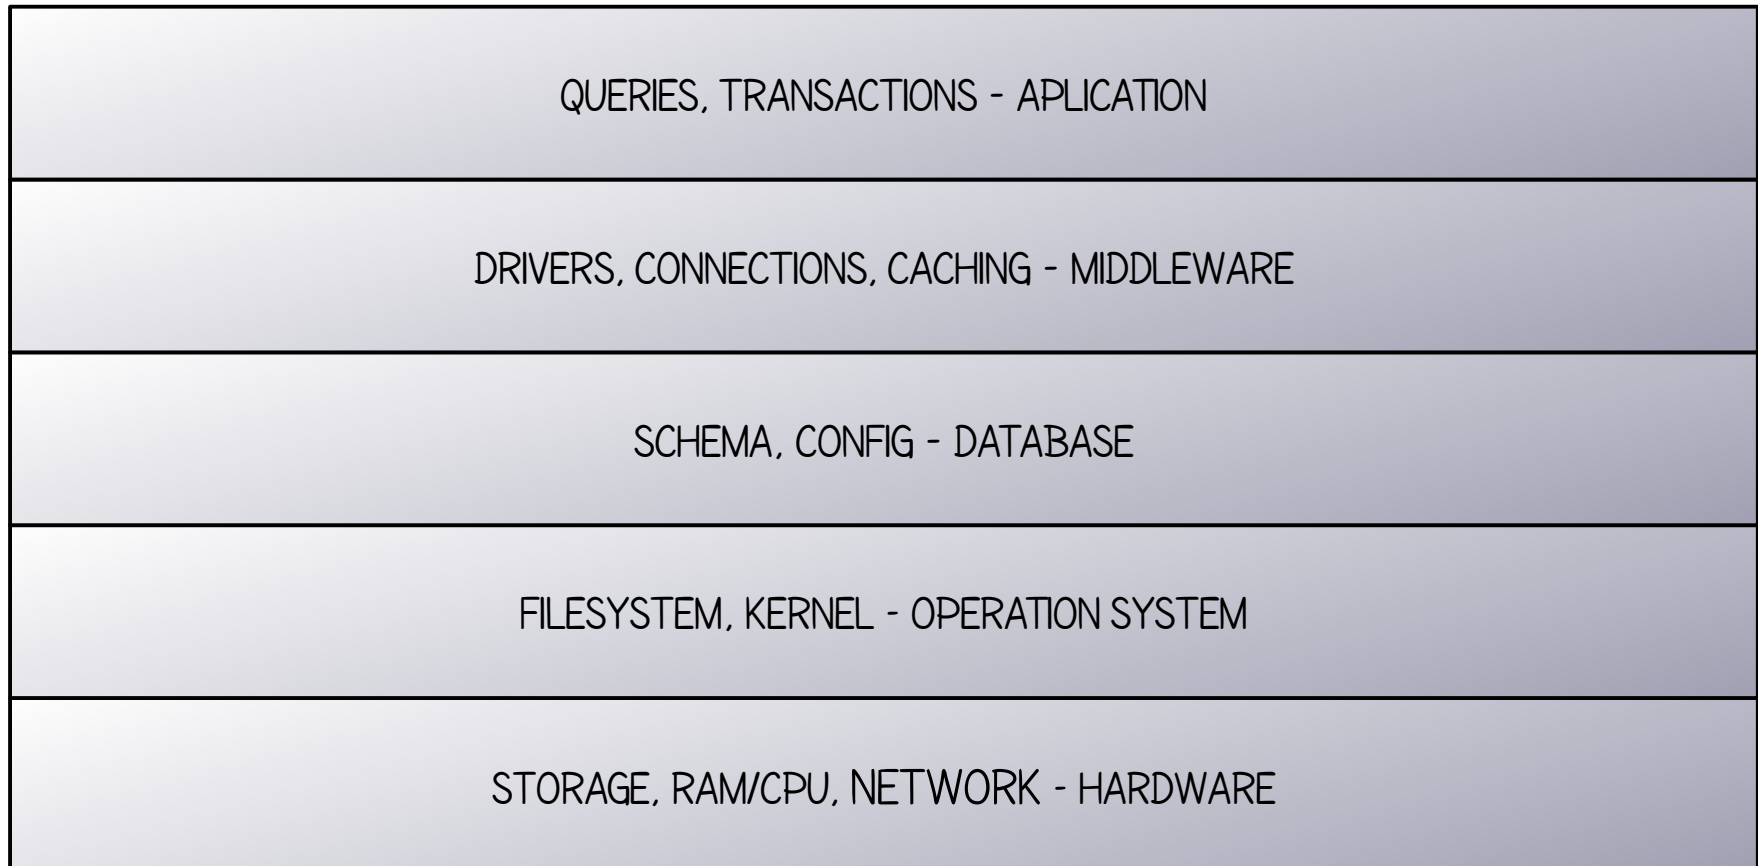 QUERIES, TRANSACTIONS - APLICATION
DRIVERS, CONNECTIONS, CACHING - MIDDLEWARE
SCHEMA, CONFIG - DATABASE
FILESYSTEM, KERNEL - OPERATION SYSTEM
STORAGE, RAM/CPU, NETWORK - HARDWARE